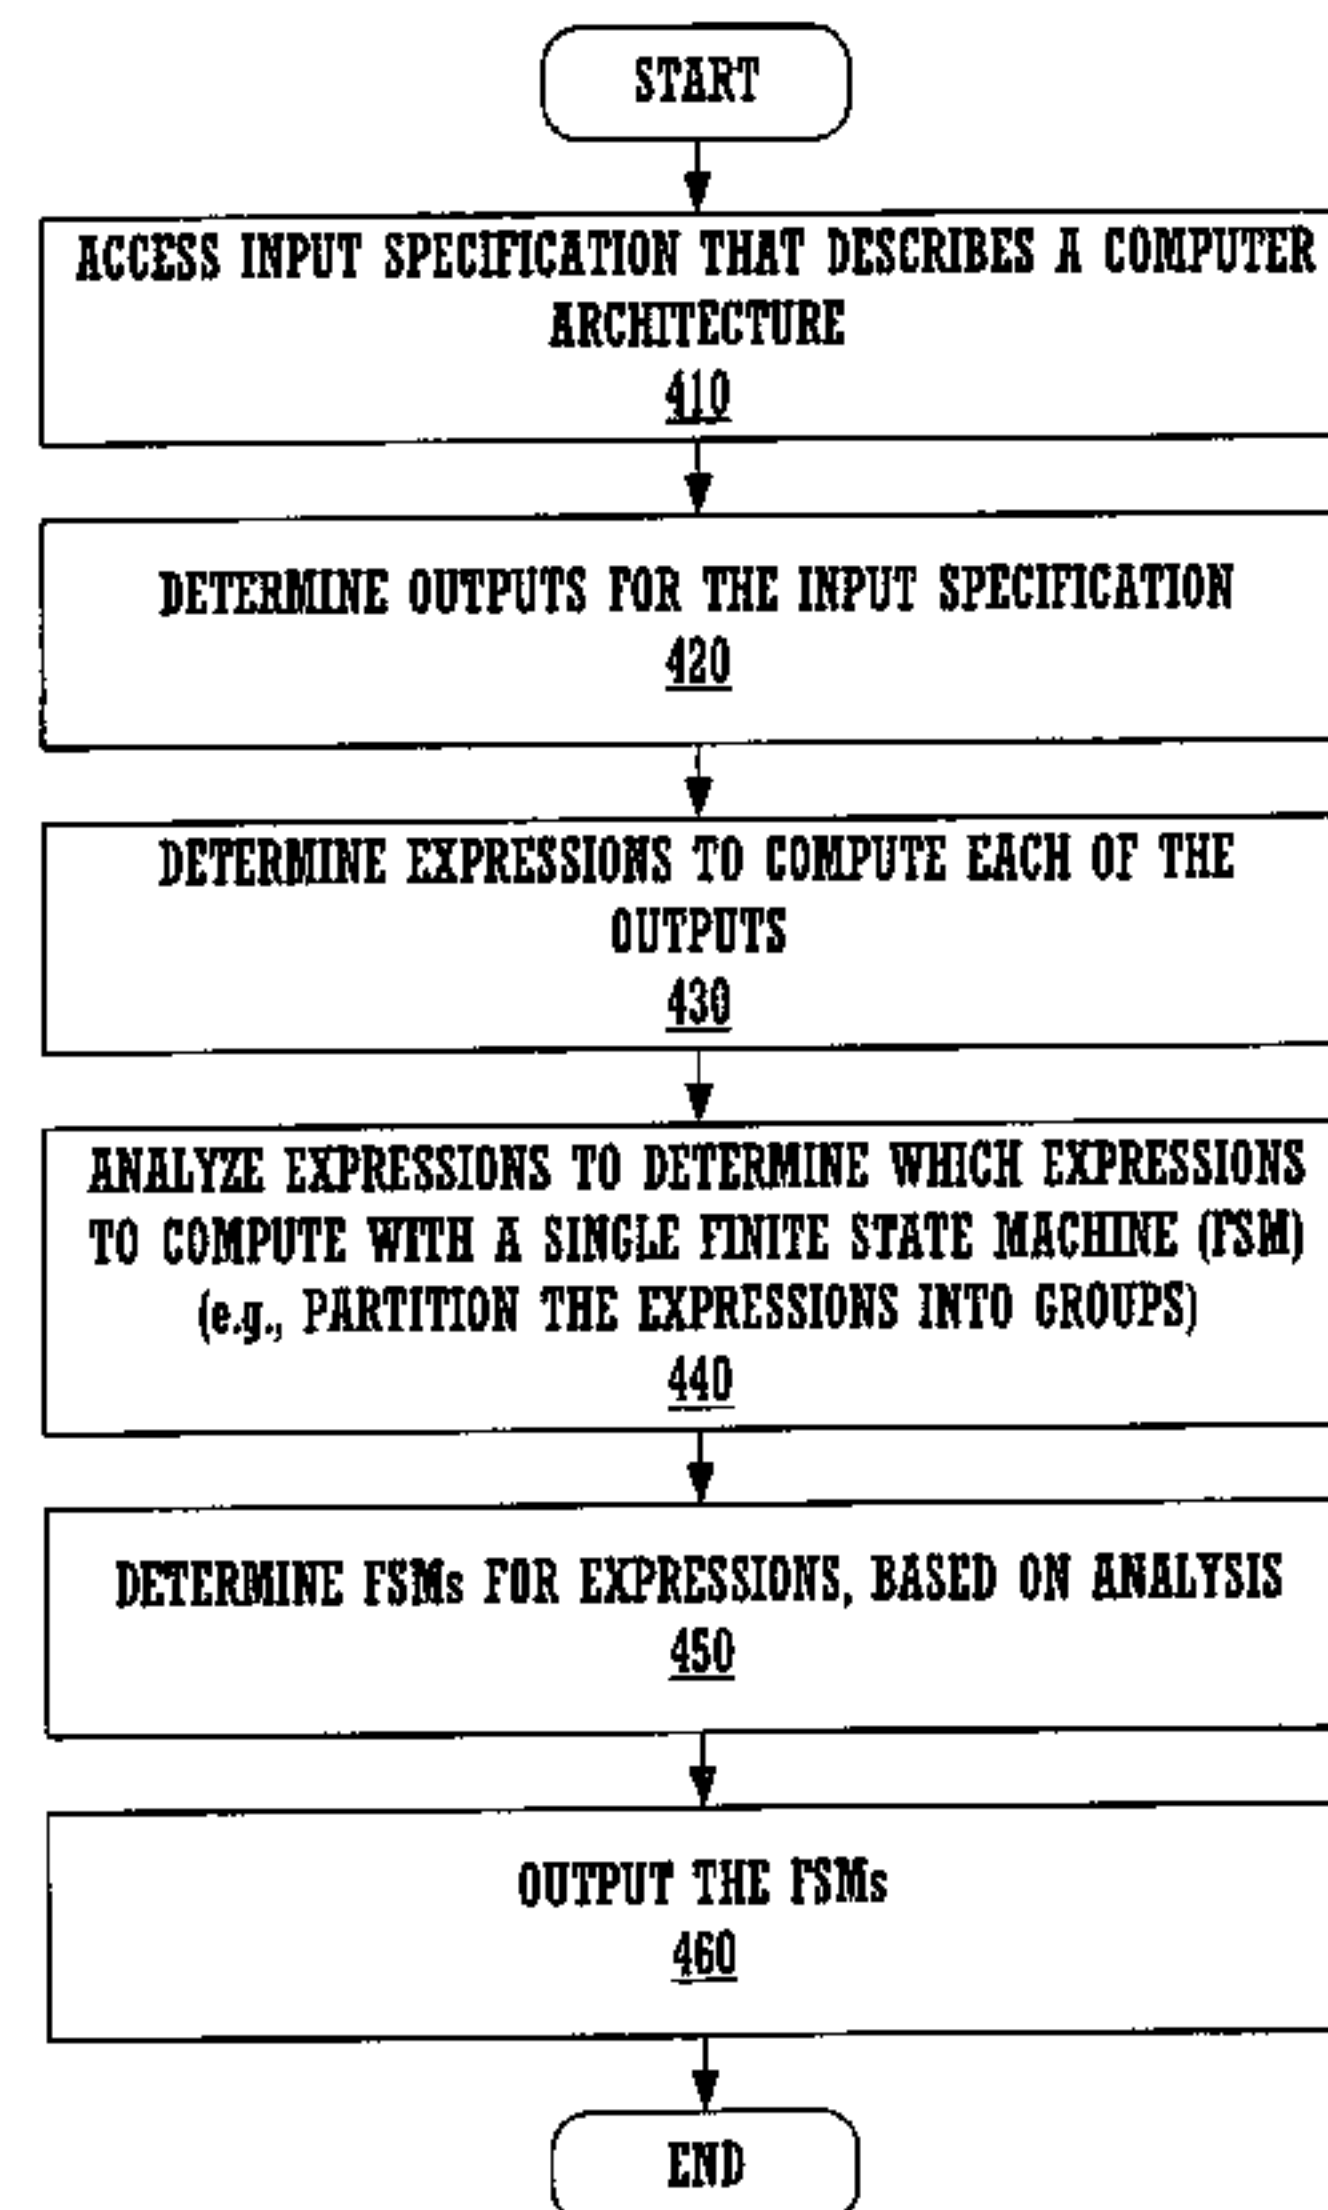 START
ACCESS INPUT SPECIFICATION THAT DESCRIBES A COMPUTER
ARCHITECTURE
410
DETERMINE OUTPUTS FOR THE INPUT SPECIFICATION
420
DETERMINE EXPRESSIONS TO COMPUTE EACH OF THE
OUTPUTS
430
ANALYZE EXPRESSIONS TO DETERMINE WHICH EXPRESSIONS
TO COMPUTE WITH A SINGLE FINITE STATE MACHINE (FSM)
(e.g., PARTITION THE EXPRESSIONS INTO GROUPS)
440
DETERMINE FSMs FOR EXPRESSIONS, BASED ON ANALYSIS
450
OUTPUT THE FSMs
460
END